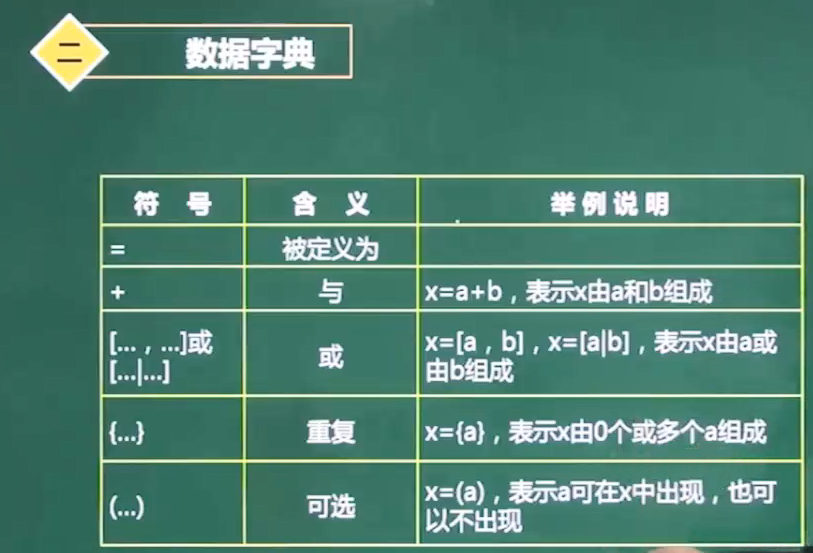 二
数据字典
符 号 含 义 举例说明
= 被定义为
+ 与 x=a+b，表示x由a和b组成
[...，...]或
[...|...]
或
x=[a，b]，x=[a|b]，表示x由a或
由b组成
{...} 重复 x={a}，表示x由0个或多个a组成
(...) 可选
x=(a)，表示a可在x中出现，也可
以不出现